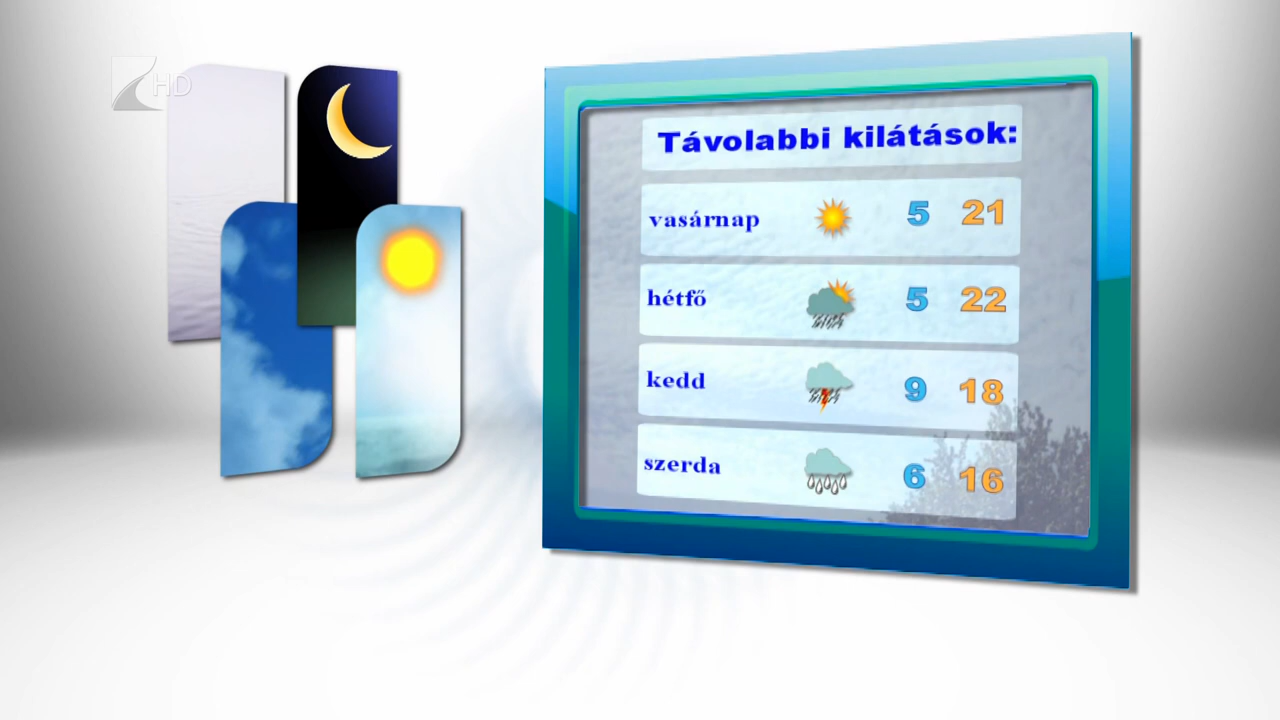 HD
Távolabbi kilátások:
vasárnap 5 21
hétfő 5 22
kedd 9 18
szerda 6 16